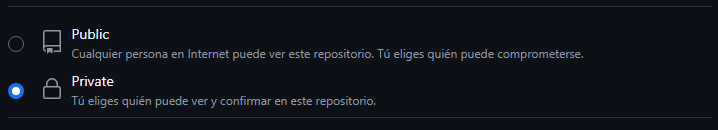 Public
Cualquier persona en Internet puede ver este repositorio. Tú eliges quién puede comprometerse.
Private
Tú eliges quién puede ver y confirmar en este repositorio.